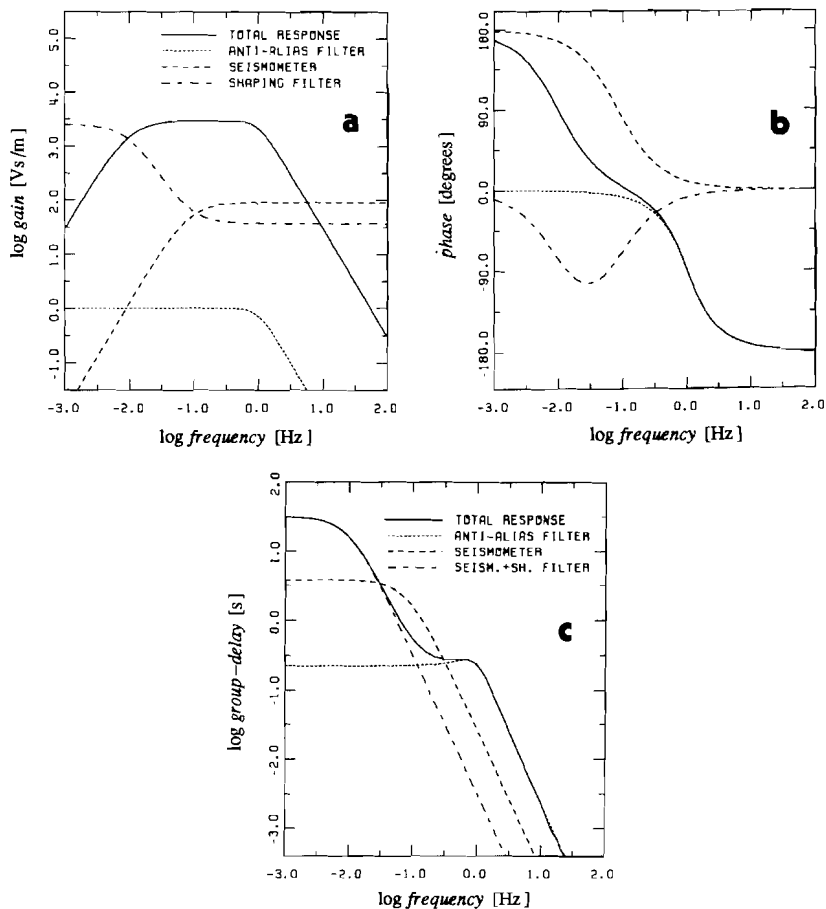 5.0
4.0
3.0
2.0
1.0
0.0
-1.0
log gain [Vs/m]
TOTAL RESPONSE
ANTI-ALIAS FILTER
SEISMOMETER
SHAPING FILTER
a
-3.0 -2.0 -1.0 0.0 1.0 2.0
log frequency [Hz]
180.0
90.0
0.0
-90.0
-180.0
phase [degrees]
b
-3.0 -2.0 -1.0 0.0 1.0 2.0
log frequency [Hz]
2.0
1.0
0.0
-1.0
-2.0
-3.0
log group-delay [s]
TOTAL RESPONSE
ANTI-ALIAS FILTER
SEISMOMETER
SEISM.+SH. FILTER
c
-3.0 -2.0 -1.0 0.0 1.0 2.0
log frequency [Hz]